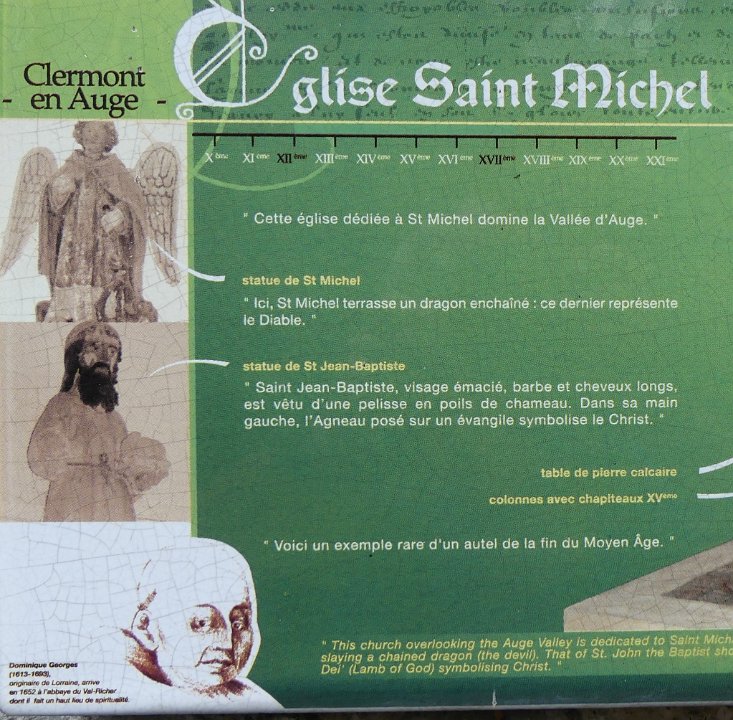 Clermont
- en Auge -
Eglise Saint Michel
Xème XIème XIIème XIIIème XIVème XVème XVIème XVIIème XVIIIème XIXème XXème XXIème
" Cette église dédiée à St Michel domine la Vallée d'Auge. "
statue de St Michel
" Ici, St Michel terrasse un dragon enchaîné : ce dernier représente
le Diable. "
statue de St Jean-Baptiste
" Saint Jean-Baptiste, visage émacié, barbe et cheveux longs,
est vêtu d'une pelisse en poils de chameau. Dans sa main
gauche, l'Agneau posé sur un évangile symbolise le Christ. "
table de pierre calcaire
colonnes avec chapiteaux XVème
" Voici un exemple rare d'un autel de la fin du Moyen Âge. "
" This church overlooking the Auge Valley is dedicated to Saint Mich
slaying a chained dragon (the devil). That of St. John the Baptist sho
Dei' (Lamb of God) symbolising Christ. "
Dominique Georges
(1613-1693),
originaire de Lorraine, arrive
en 1652 à l'abbaye du Val-Richer
dont il fait un haut lieu de spiritualité.